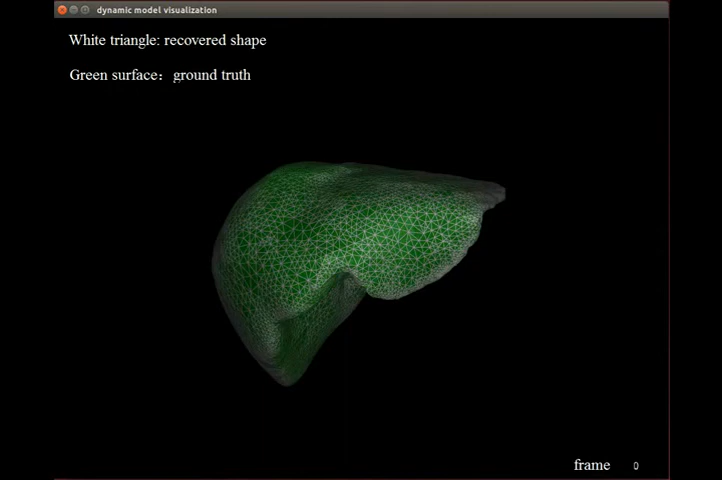 dynamic model visualization
White triangle: recovered shape
Green surface：ground truth
frame 0